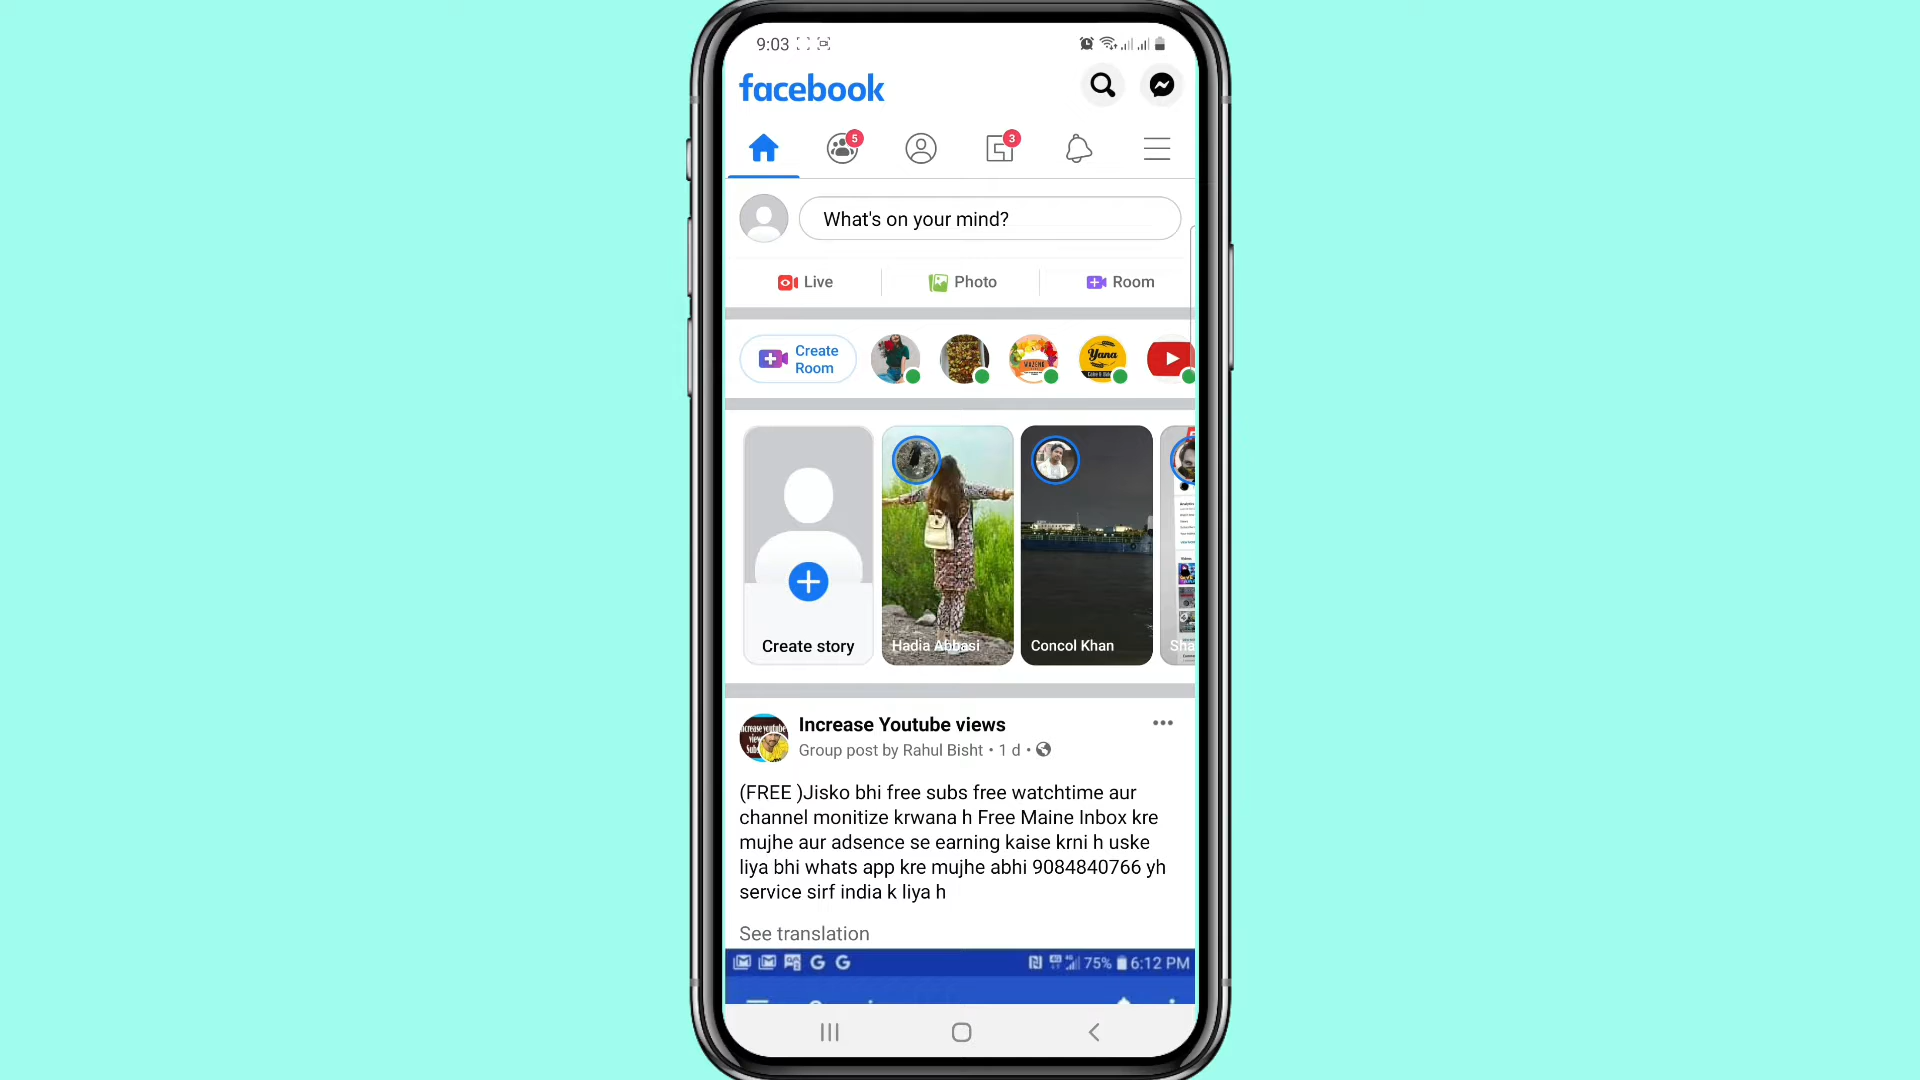 9:03
facebook
5
3
What's on your mind?
Live
Photo
Room
Create
Room
Yana
Create story
Hadia Abbasi
Concol Khan
Sha
Increase Youtube views
Group post by Rahul Bisht • 1 d •
(FREE )Jisko bhi free subs free watchtime aur
channel monitize krwana h Free Maine Inbox kre
mujhe aur adsence se earning kaise krni h uske
liya bhi whats app kre mujhe abhi 9084840766 yh
service sirf india k liya h
See translation
75% 6:12 PM